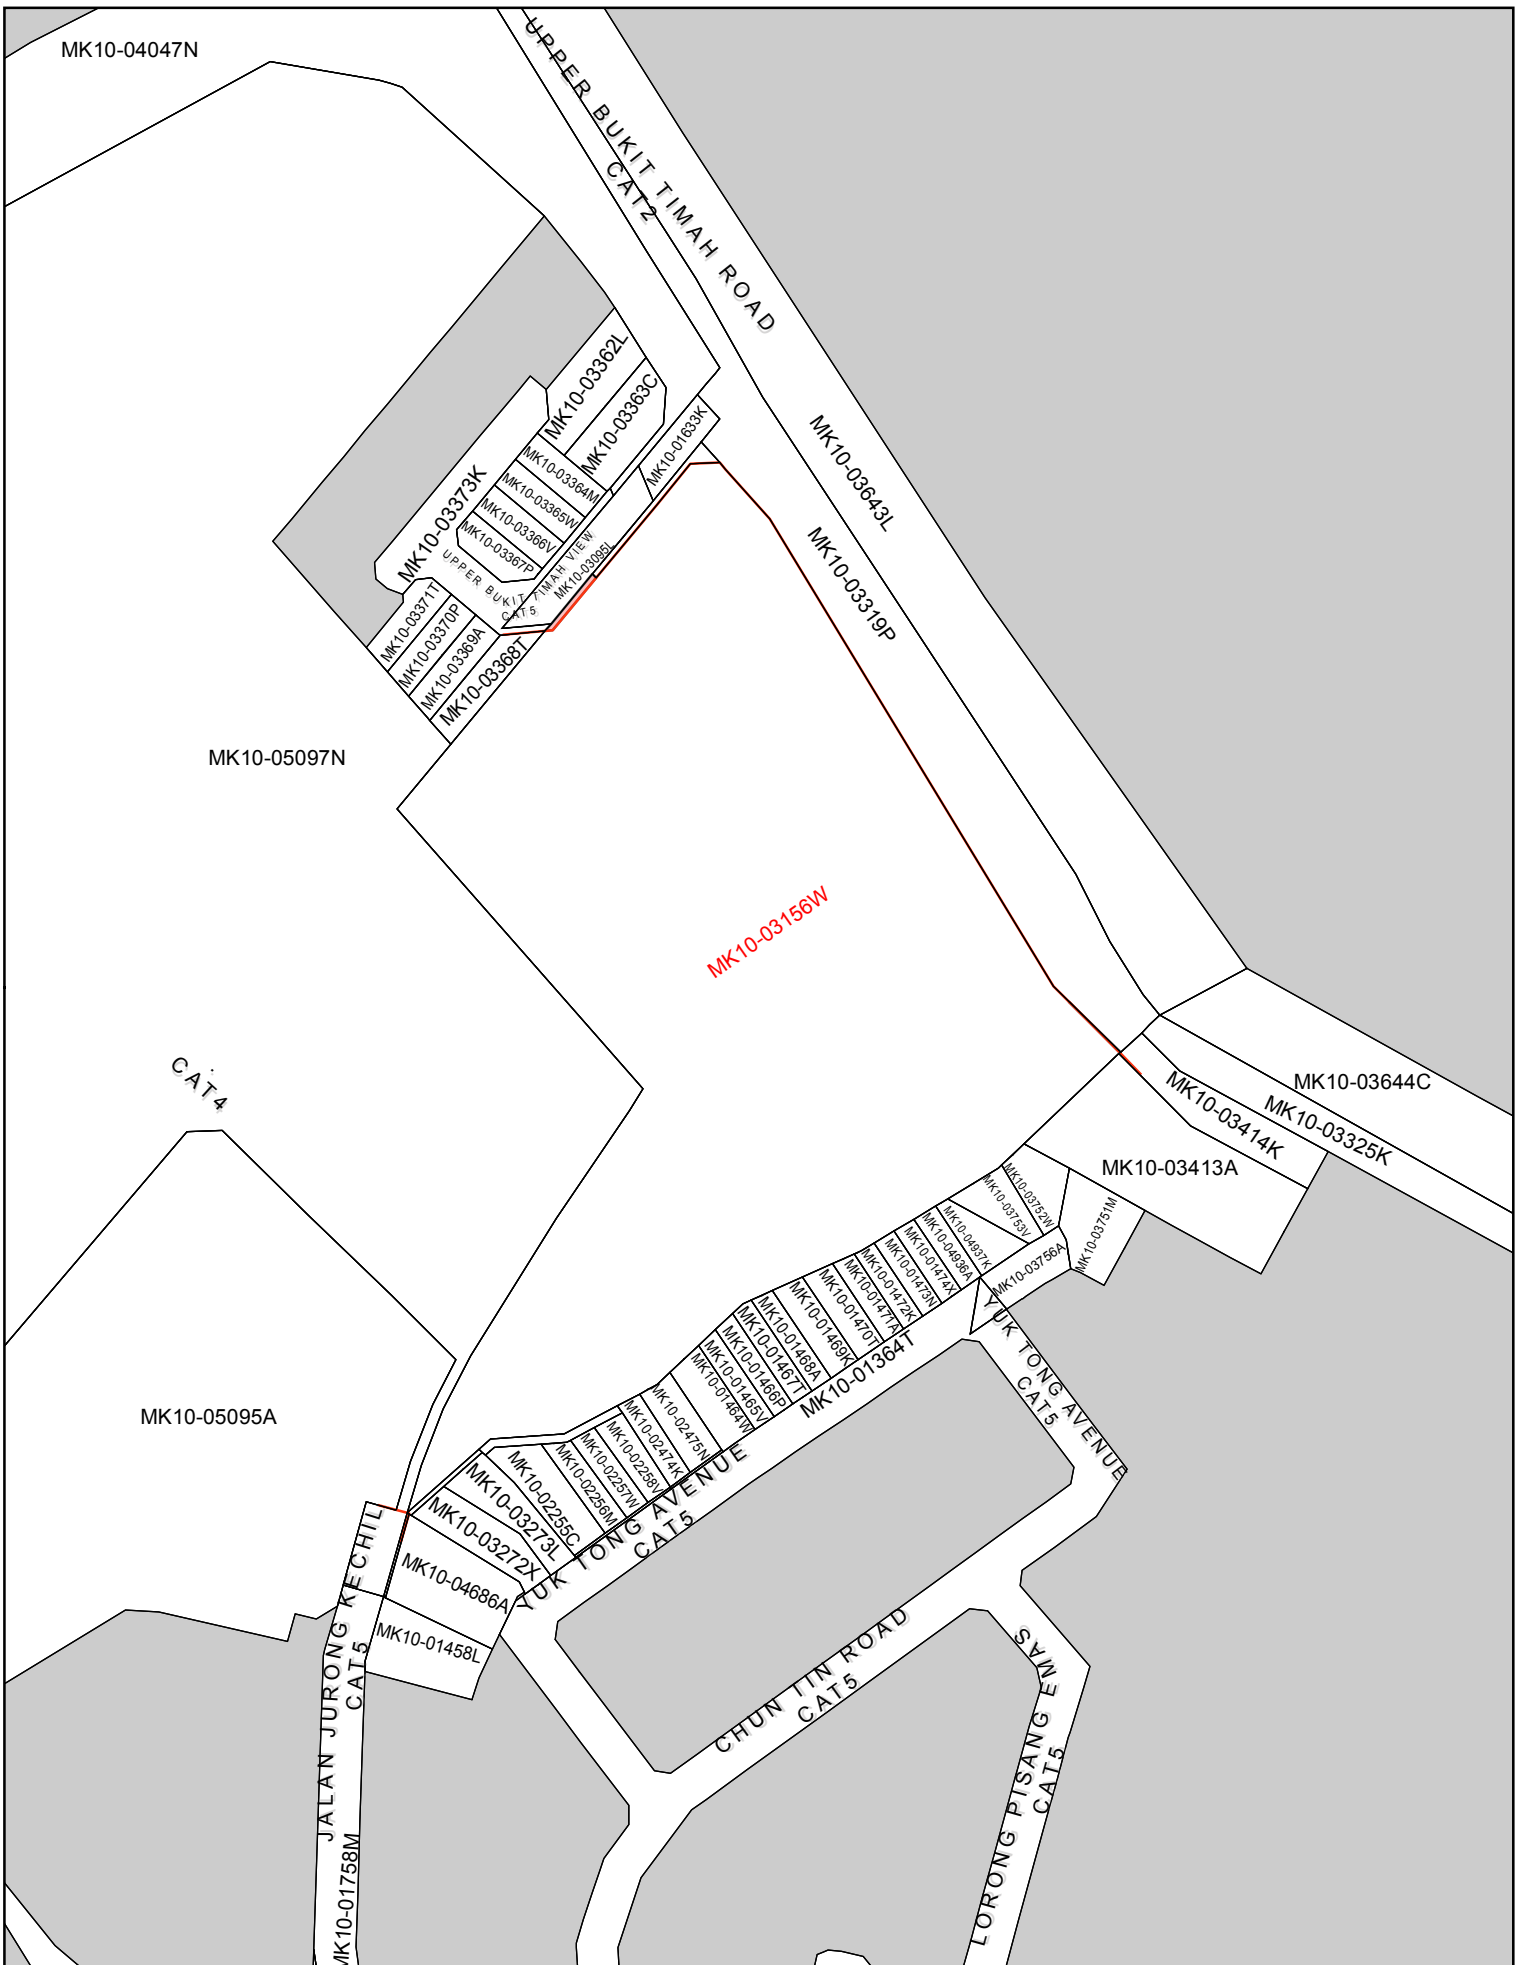 MK10-04047N
UPPER BUKIT TIMAH ROAD
CAT2
MK10-03362L
MK10-03363C
MK10-01633K
MK10-03643L
MK10-03364M
MK10-03365W
MK10-03366V
MK10-03367P
MK10-03373K
UPPER BUKIT TIMAH VIEW
CAT5
MK10-03095L
MK10-03319P
MK10-03371T
MK10-03370P
MK10-03369A
MK10-03368T
MK10-05097N
MK10-03156W
CAT4
MK10-03644C
MK10-03325K
MK10-03414K
MK10-03413A
MK10-03752W
MK10-03753V
MK10-03751M
MK10-03756A
MK10-04937K
MK10-04936A
MK10-01474X
MK10-01473N
MK10-01472K
MK10-01471A
MK10-01470T
MK10-01469K
MK10-01468A
MK10-01467T
MK10-01466P
MK10-01465V
MK10-01464W
MK10-01364T
YUK TONG AVENUE
CAT5
MK10-05095A
MK10-02475N
MK10-02474K
MK10-02258V
MK10-02257W
MK10-02256M
MK10-02255C
MK10-03273L
MK10-03272X
YUK TONG AVENUE
CAT5
MK10-04686A
MK10-01458L
JALAN JURONG KECHIL
CAT5
MK10-01758M
CHUN TIN ROAD
CAT5
LORONG PISANG EMAS
CAT5